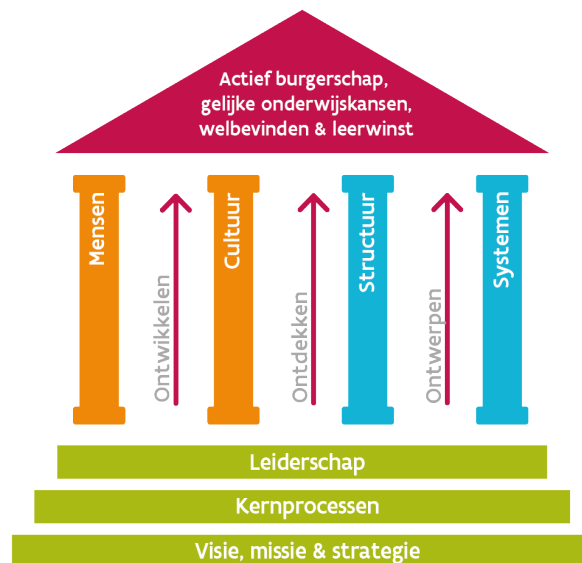 Actief burgerschap,
gelijke onderwijskansen,
welbevinden & leerwinst
Mensen
Ontwikkelen
Cultuur
Ontdekken
Structuur
Ontwerpen
Systemen
Leiderschap
Kernprocessen
Visie, missie & strategie